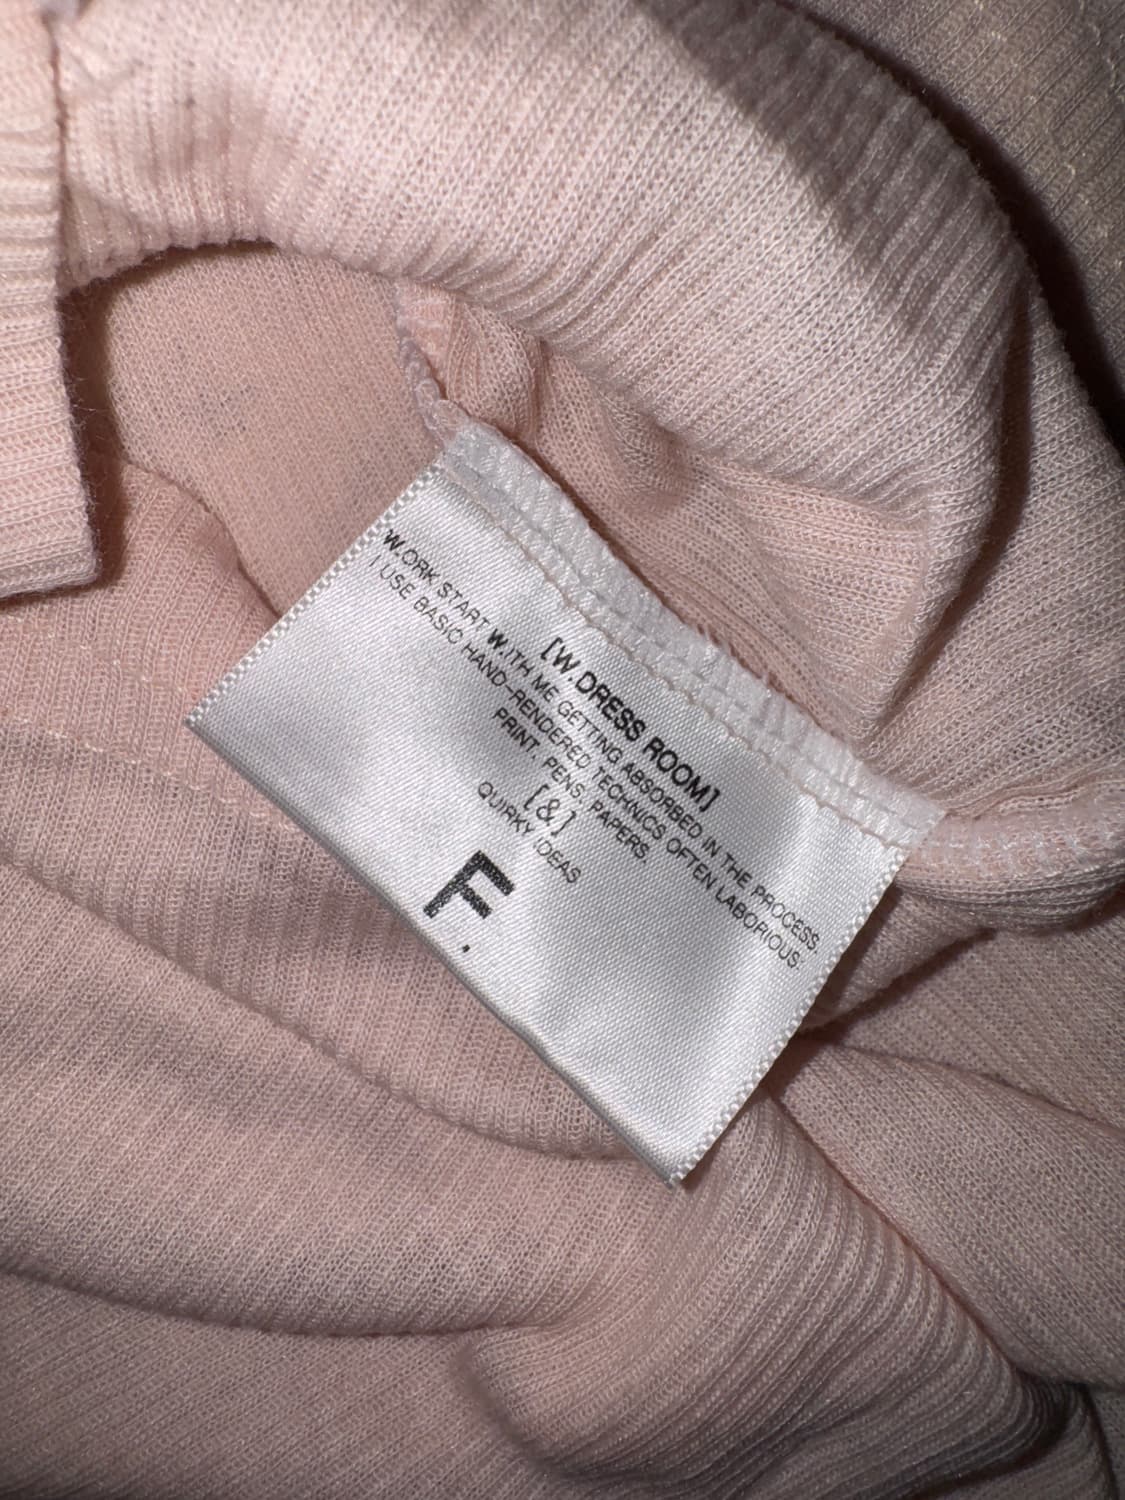 [W.DRESS ROOM]
W.ORK START W.ITH ME GETTING ABSORBED IN THE PROCESS.
I USE BASIC HAND-RENDERED TECHNICS OFTEN LABORIOUS.
PRINT. PENS. PAPERS.
[&]
QUIRKY IDEAS
F.